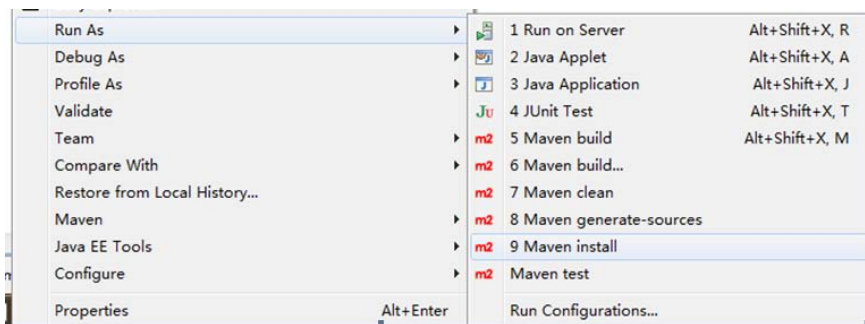 Run As
Debug As
Profile As
Validate
Team
Compare With
Restore from Local History...
Maven
Java EE Tools
Configure
Properties Alt+Enter
1 Run on Server Alt+Shift+X, R
2 Java Applet Alt+Shift+X, A
3 Java Application Alt+Shift+X, J
Ju 4 JUnit Test Alt+Shift+X, T
m2 5 Maven build Alt+Shift+X, M
m2 6 Maven build...
m2 7 Maven clean
m2 8 Maven generate-sources
m2 9 Maven install
m2 Maven test
Run Configurations...